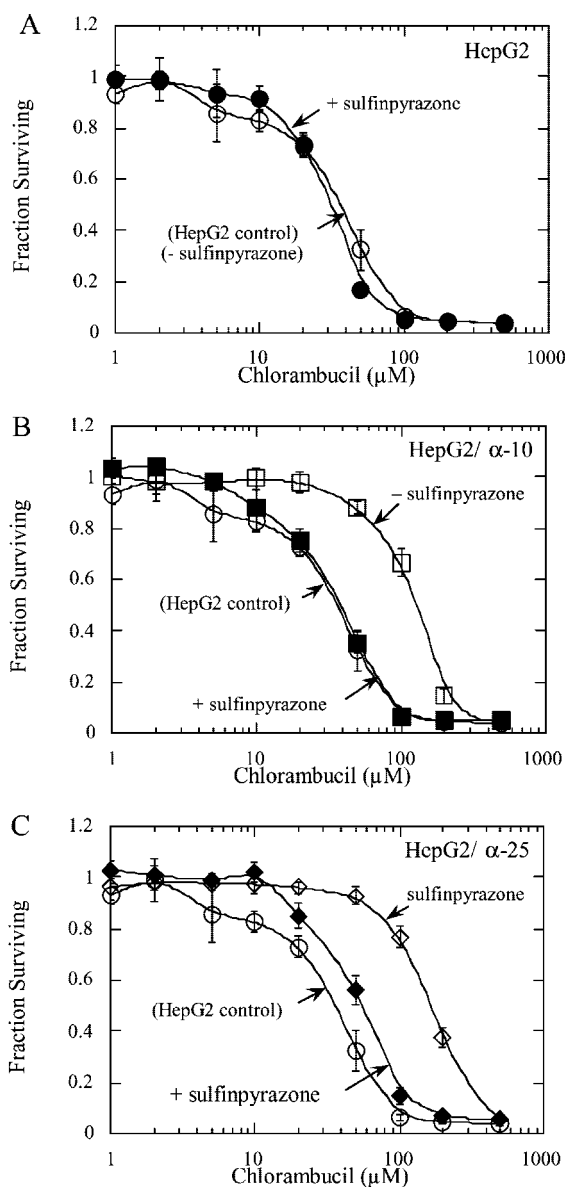 A
HepG2
1.2
1
0.8
0.6
0.4
0.2
0
Fraction Surviving
+ sulfinpyrazone
(HepG2 control)
(- sulfinpyrazone)
1 10 100 1000
Chlorambucil (µM)
B
HepG2/ α-10
1.2
1
0.8
0.6
0.4
0.2
0
Fraction Surviving
– sulfinpyrazone
(HepG2 control)
+ sulfinpyrazone
1 10 100 1000
Chlorambucil (µM)
C
HepG2/ α-25
1.2
1
0.8
0.6
0.4
0.2
0
Fraction Surviving
sulfinpyrazone
(HepG2 control)
+ sulfinpyrazone
1 10 100 1000
Chlorambucil (µM)